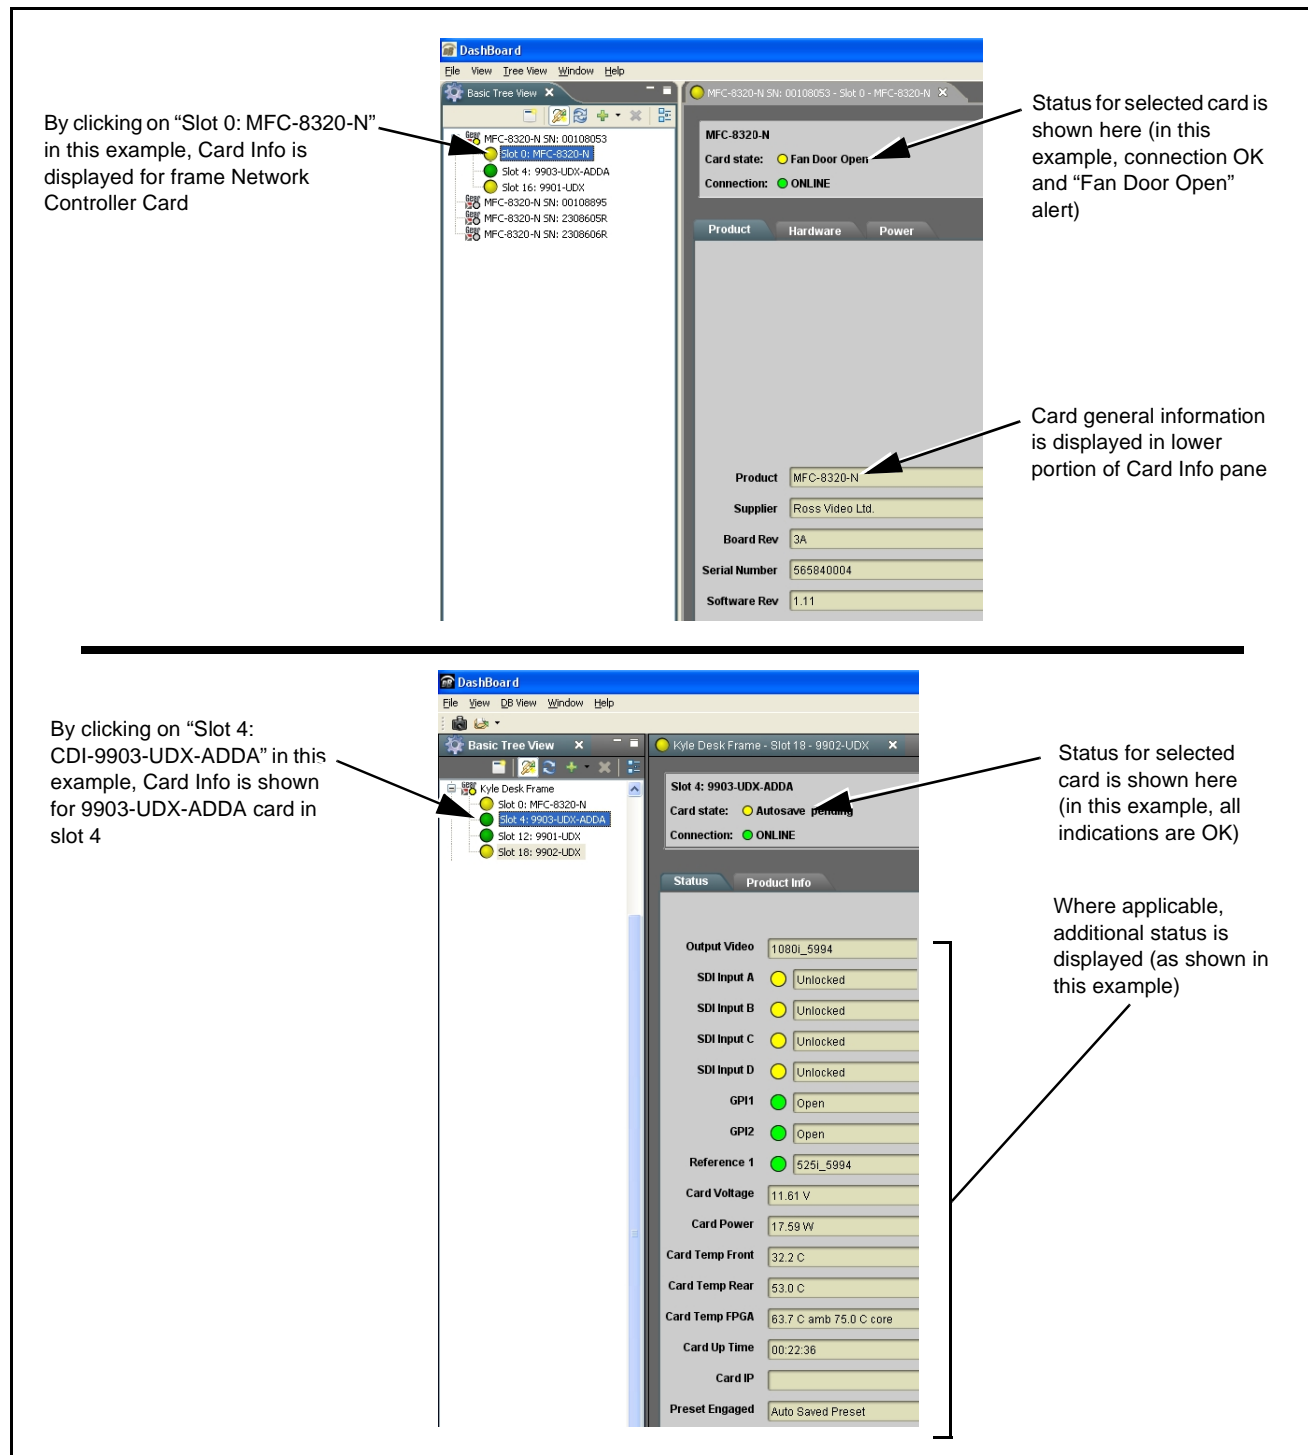 DashBoard
File View Tree View Window Help
Basic Tree View
MFC-8320-N SN: 00108053 - Slot 0 - MFC-8320-N
By clicking on “Slot 0: MFC-8320-N”
in this example, Card Info is
displayed for frame Network
Controller Card
MFC-8320-N SN: 00108053
Slot 0: MFC-8320-N
Slot 4: 9903-UDX-ADDA
Slot 16: 9901-UDX
MFC-8320-N SN: 00108895
MFC-8320-N SN: 2308605R
MFC-8320-N SN: 2308606R
MFC-8320-N
Card state: Fan Door Open
Connection: ONLINE
Status for selected card is
shown here (in this
example, connection OK
and “Fan Door Open”
alert)
Product Hardware Power
Card general information
is displayed in lower
portion of Card Info pane
Product MFC-8320-N
Supplier Ross Video Ltd.
Board Rev 3A
Serial Number 565840004
Software Rev 1.11
DashBoard
File View DB View Window Help
Basic Tree View
Kyle Desk Frame - Slot 18 - 9902-UDX
By clicking on “Slot 4:
CDI-9903-UDX-ADDA” in this
example, Card Info is shown
for 9903-UDX-ADDA card in
slot 4
Kyle Desk Frame
Slot 0: MFC-8320-N
Slot 4: 9903-UDX-ADDA
Slot 12: 9901-UDX
Slot 18: 9902-UDX
Slot 4: 9903-UDX-ADDA
Card state: Autosave pending
Connection: ONLINE
Status for selected
card is shown here
(in this example, all
indications are OK)
Status Product Info
Where applicable,
additional status is
displayed (as shown in
this example)
Output Video 1080i_5994
SDI Input A Unlocked
SDI Input B Unlocked
SDI Input C Unlocked
SDI Input D Unlocked
GPI1 Open
GPI2 Open
Reference 1 525i_5994
Card Voltage 11.61 V
Card Power 17.59 W
Card Temp Front 32.2 C
Card Temp Rear 53.0 C
Card Temp FPGA 63.7 C amb 75.0 C core
Card Up Time 00:22:36
Card IP
Preset Engaged Auto Saved Preset